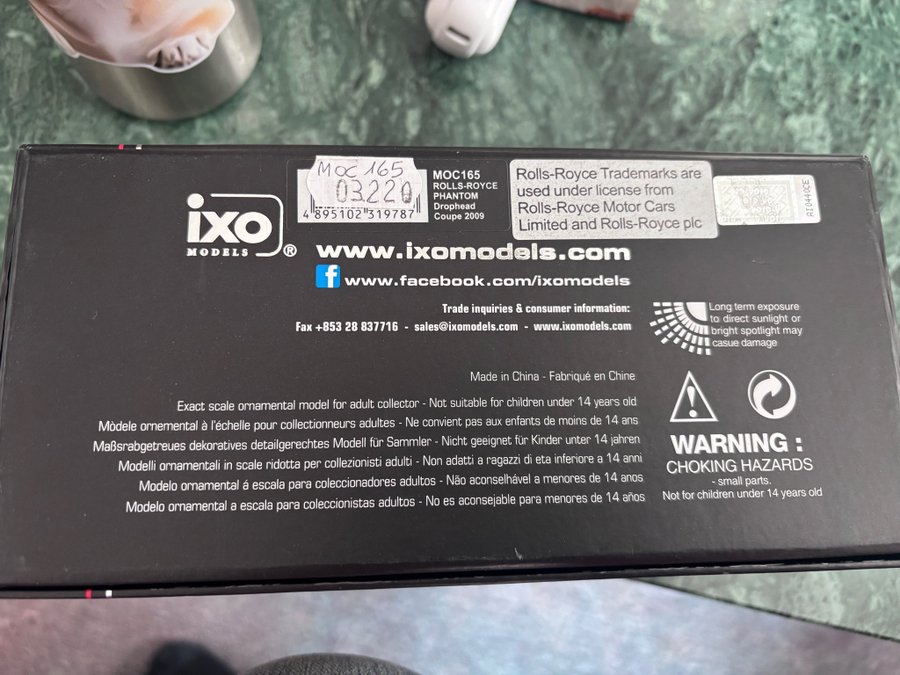 ixo
MODELS
®
MOC 165
03220
4 895102 319787
MOC165
ROLLS-ROYCE
PHANTOM
Drophead
Coupe 2009
Rolls-Royce Trademarks are
used under license from
Rolls-Royce Motor Cars
Limited and Rolls-Royce plc
AI0440CE
www.ixomodels.com
f www.facebook.com/ixomodels
Trade inquiries & consumer information:
Fax +853 28 837716 - sales@ixomodels.com - www.ixomodels.com
Long term exposure
to direct sunlight or
bright spotlight may
casue damage
Made in China - Fabriqué en Chine
Exact scale ornamental model for adult collector - Not suitable for children under 14 years old
Modèle ornemental à l'échelle pour collectionneurs adultes - Ne convient pas aux enfants de moins de 14 ans
Maßsrabgetreues dekoratives detailgerechtes Modell für Sammler - Nicht geeignet für Kinder unter 14 jahren
Modelli ornamentali in scale ridotta per collezionisti adulti - Non adatti a ragazzi di eta inferiore a 14 anni
Modelo ornamental á escala para coleccionadores adultos - Não aconselhável a menores de 14 anos
Modelo ornamental a escala para coleccionistas adultos - No es aconsejable para menores de 14 años
WARNING :
CHOKING HAZARDS
- small parts.
Not for children under 14 years old